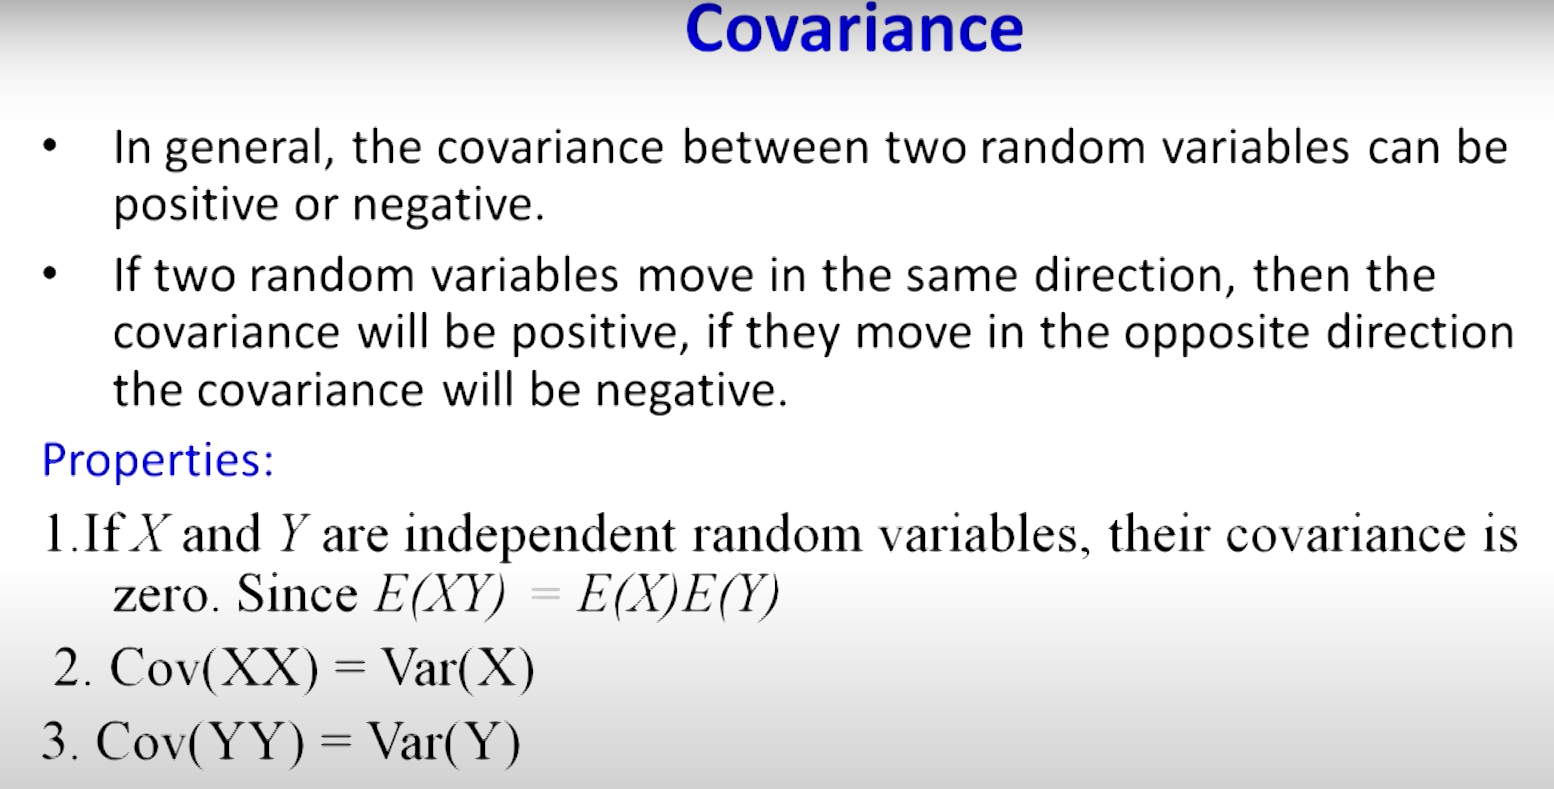 Covariance
• In general, the covariance between two random variables can be
positive or negative.
• If two random variables move in the same direction, then the
covariance will be positive, if they move in the opposite direction
the covariance will be negative.
Properties:
1.If X and Y are independent random variables, their covariance is
zero. Since E(XY) = E(X)E(Y)
2. Cov(XX) = Var(X)
3. Cov(YY) = Var(Y)